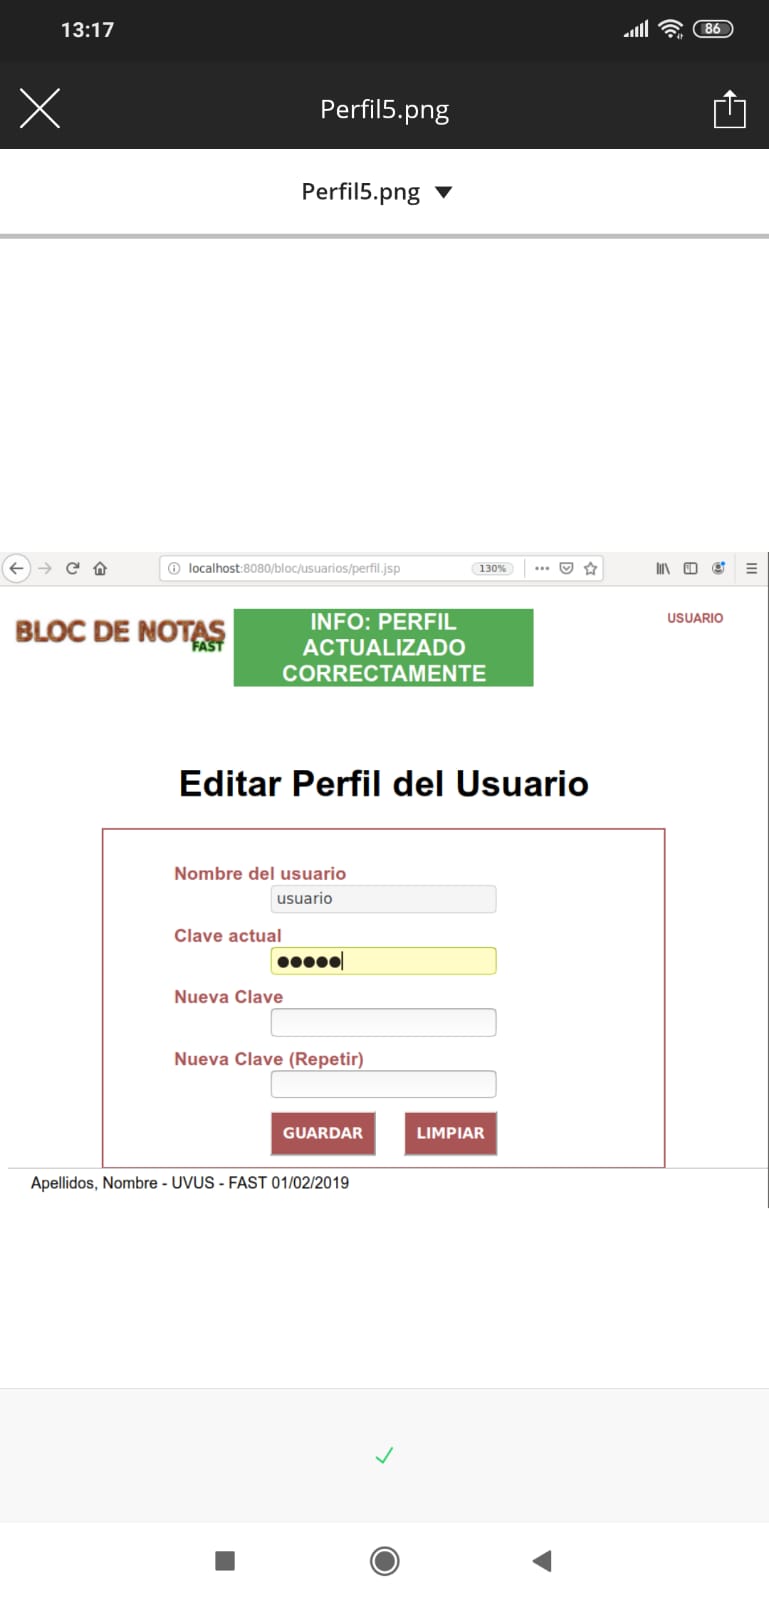 13:17
86
Perfil5.png
Perfil5.png
localhost:8080/bloc/usuarios/perfil.jsp
130%
BLOC DE NOTAS
FAST
INFO: PERFIL
ACTUALIZADO
CORRECTAMENTE
USUARIO
Editar Perfil del Usuario
Nombre del usuario
usuario
Clave actual
Nueva Clave
Nueva Clave (Repetir)
GUARDAR
LIMPIAR
Apellidos, Nombre - UVUS - FAST 01/02/2019